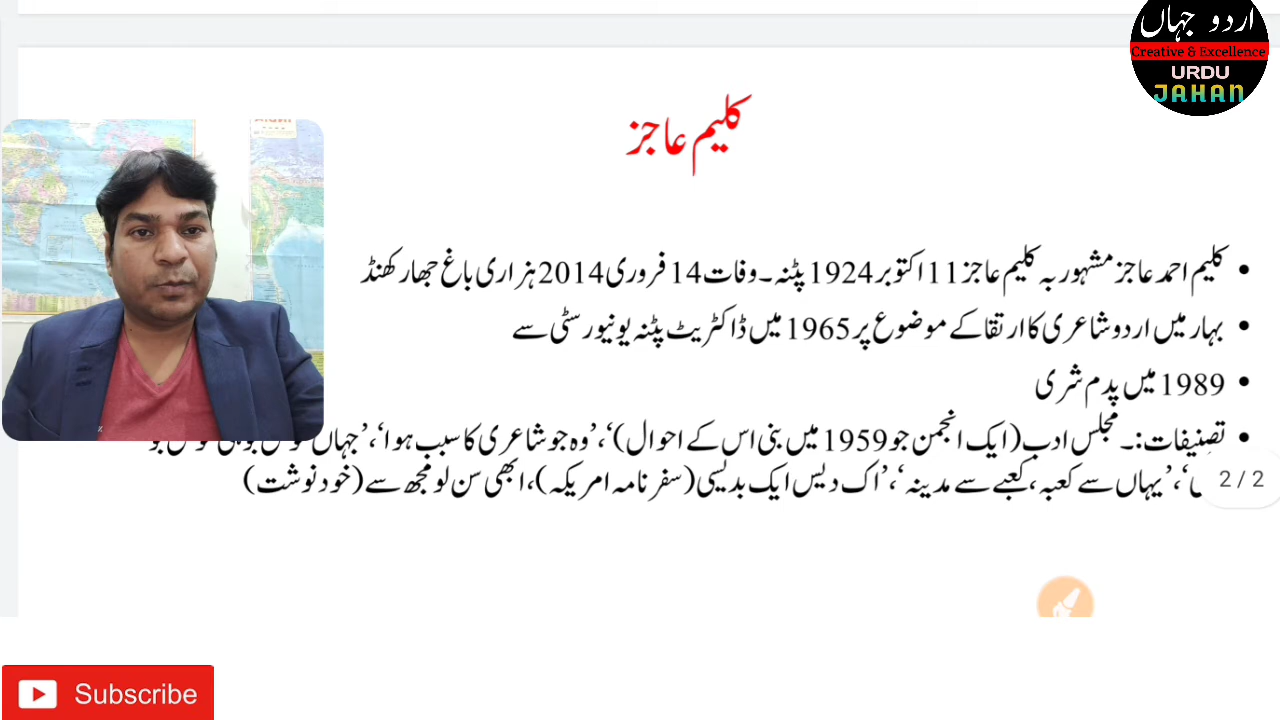 اردو جہاں
Creative & Excellence
URDU
JAHAN
کلیم عاجز
• کلیم احمد عاجز مشہور بہ کلیم عاجز 11 اکتوبر 1924 پٹنہ۔ وفات 14 فروری 2014 ہزاری باغ جھارکھنڈ
• بہار میں اردو شاعری کا ارتقا کے موضوع پر 1965 میں ڈاکٹریٹ پٹنہ یونیورسٹی سے
• 1989 میں پدم شری
• تصنیفات:۔ مجلس ادب (ایک انجمن جو 1959 میں بنی اس کے احوال)‘، ’وہ جو شاعری کا سبب ہوا‘، ’جہاں
‘، ’یہاں سے کعبہ، کعبے سے مدینہ‘، ’اک دیس ایک بدیسی (سفر نامہ امریکہ)، ابھی سن لو مجھ سے (خود نوشت)
2 / 2
Subscribe